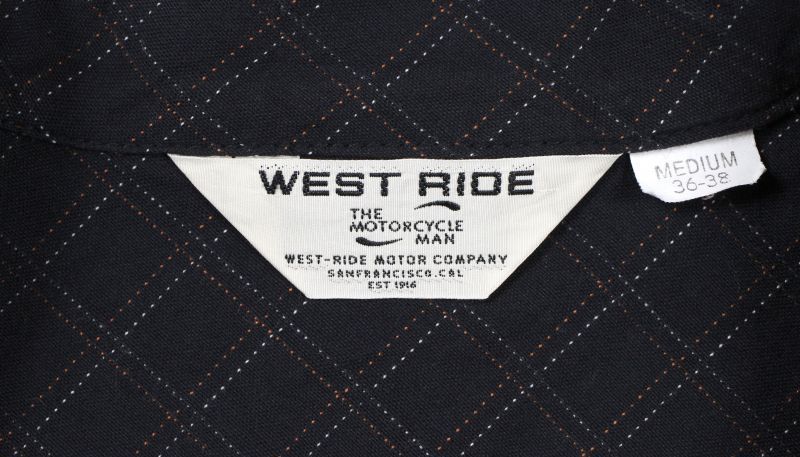 WEST RIDE
THE
MOTORCYCLE
MAN
WEST-RIDE MOTOR COMPANY
SANFRANCISCO.CAL
EST 1916
MEDIUM
36-38